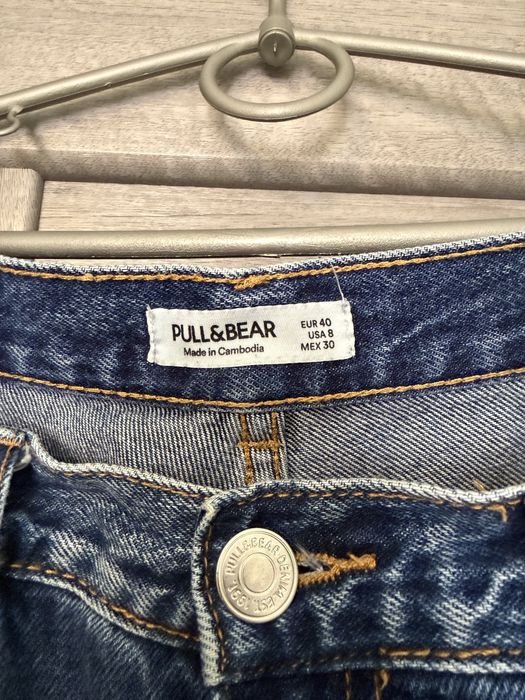 PULL&BEAR
Made in Cambodia
EUR 40
USA 8
MEX 30
PULL&BEAR DENIM, EST. 1991.